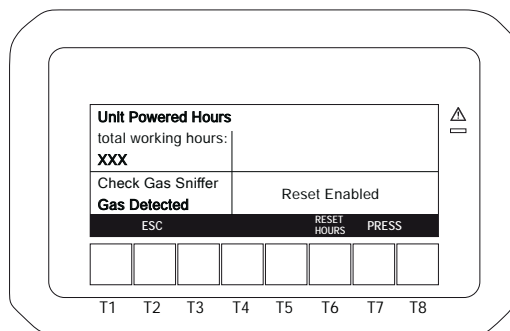 Unit Powered Hours
total working hours:
XXX
Check Gas Sniffer
Gas Detected
Reset Enabled
ESC RESET HOURS PRESS
T1 T2 T3 T4 T5 T6 T7 T8